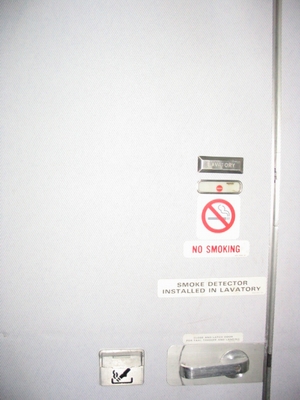 LAVATORY
NO SMOKING
SMOKE DETECTOR
INSTALLED IN LAVATORY